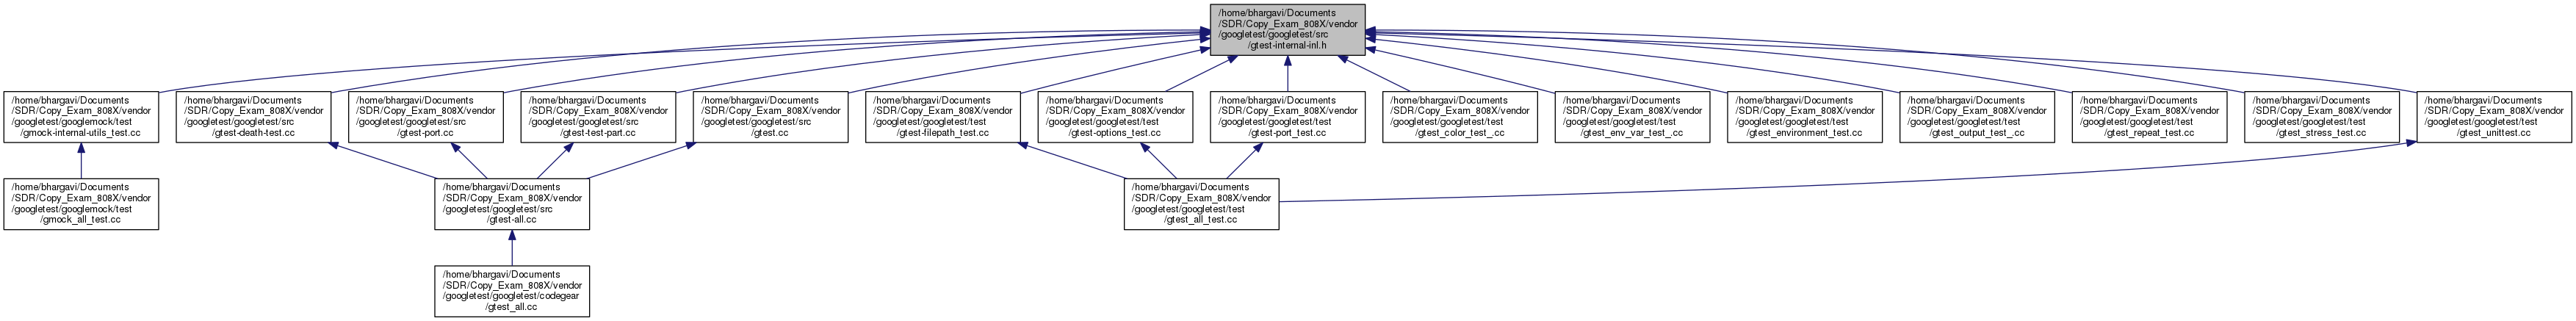 /home/bhargavi/Documents
/SDR/Copy_Exam_808X/vendor
/googletest/googletest/src
/gtest-internal-inl.h
/home/bhargavi/Documents
/SDR/Copy_Exam_808X/vendor
/googletest/googlemock/test
/gmock-internal-utils_test.cc
/home/bhargavi/Documents
/SDR/Copy_Exam_808X/vendor
/googletest/googletest/src
/gtest-death-test.cc
/home/bhargavi/Documents
/SDR/Copy_Exam_808X/vendor
/googletest/googletest/src
/gtest-port.cc
/home/bhargavi/Documents
/SDR/Copy_Exam_808X/vendor
/googletest/googletest/src
/gtest-test-part.cc
/home/bhargavi/Documents
/SDR/Copy_Exam_808X/vendor
/googletest/googletest/src
/gtest.cc
/home/bhargavi/Documents
/SDR/Copy_Exam_808X/vendor
/googletest/googletest/test
/gtest-filepath_test.cc
/home/bhargavi/Documents
/SDR/Copy_Exam_808X/vendor
/googletest/googletest/test
/gtest-options_test.cc
/home/bhargavi/Documents
/SDR/Copy_Exam_808X/vendor
/googletest/googletest/test
/gtest-port_test.cc
/home/bhargavi/Documents
/SDR/Copy_Exam_808X/vendor
/googletest/googletest/test
/gtest_color_test_.cc
/home/bhargavi/Documents
/SDR/Copy_Exam_808X/vendor
/googletest/googletest/test
/gtest_env_var_test_.cc
/home/bhargavi/Documents
/SDR/Copy_Exam_808X/vendor
/googletest/googletest/test
/gtest_environment_test.cc
/home/bhargavi/Documents
/SDR/Copy_Exam_808X/vendor
/googletest/googletest/test
/gtest_output_test_.cc
/home/bhargavi/Documents
/SDR/Copy_Exam_808X/vendor
/googletest/googletest/test
/gtest_repeat_test.cc
/home/bhargavi/Documents
/SDR/Copy_Exam_808X/vendor
/googletest/googletest/test
/gtest_stress_test.cc
/home/bhargavi/Documents
/SDR/Copy_Exam_808X/vendor
/googletest/googletest/test
/gtest_unittest.cc
/home/bhargavi/Documents
/SDR/Copy_Exam_808X/vendor
/googletest/googlemock/test
/gmock_all_test.cc
/home/bhargavi/Documents
/SDR/Copy_Exam_808X/vendor
/googletest/googletest/src
/gtest-all.cc
/home/bhargavi/Documents
/SDR/Copy_Exam_808X/vendor
/googletest/googletest/test
/gtest_all_test.cc
/home/bhargavi/Documents
/SDR/Copy_Exam_808X/vendor
/googletest/googletest/codegear
/gtest_all.cc